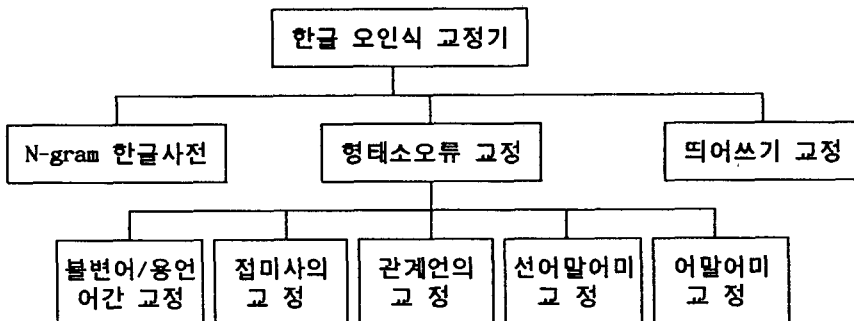 한글 오인식 교정기
N-gram 한글사전
형태소오류 교정
띄어쓰기 교정
불변어/용언
어간 교정
접미사의
교 정
관계언의
교 정
선어말어미
교 정
어말어미
교 정